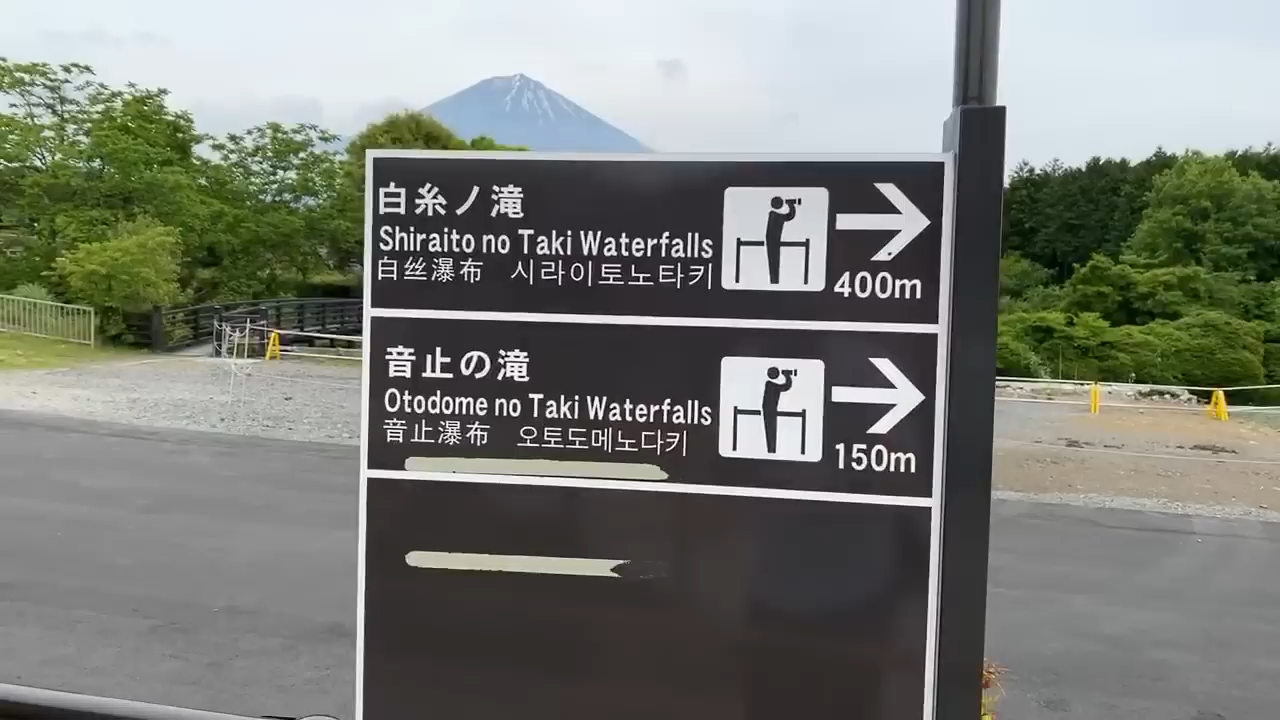 白糸ノ滝
Shiraito no Taki Waterfalls
白丝瀑布 시라이토노타키
400m
音止の滝
Otodome no Taki Waterfalls
音止瀑布 오토도메노다키
150m